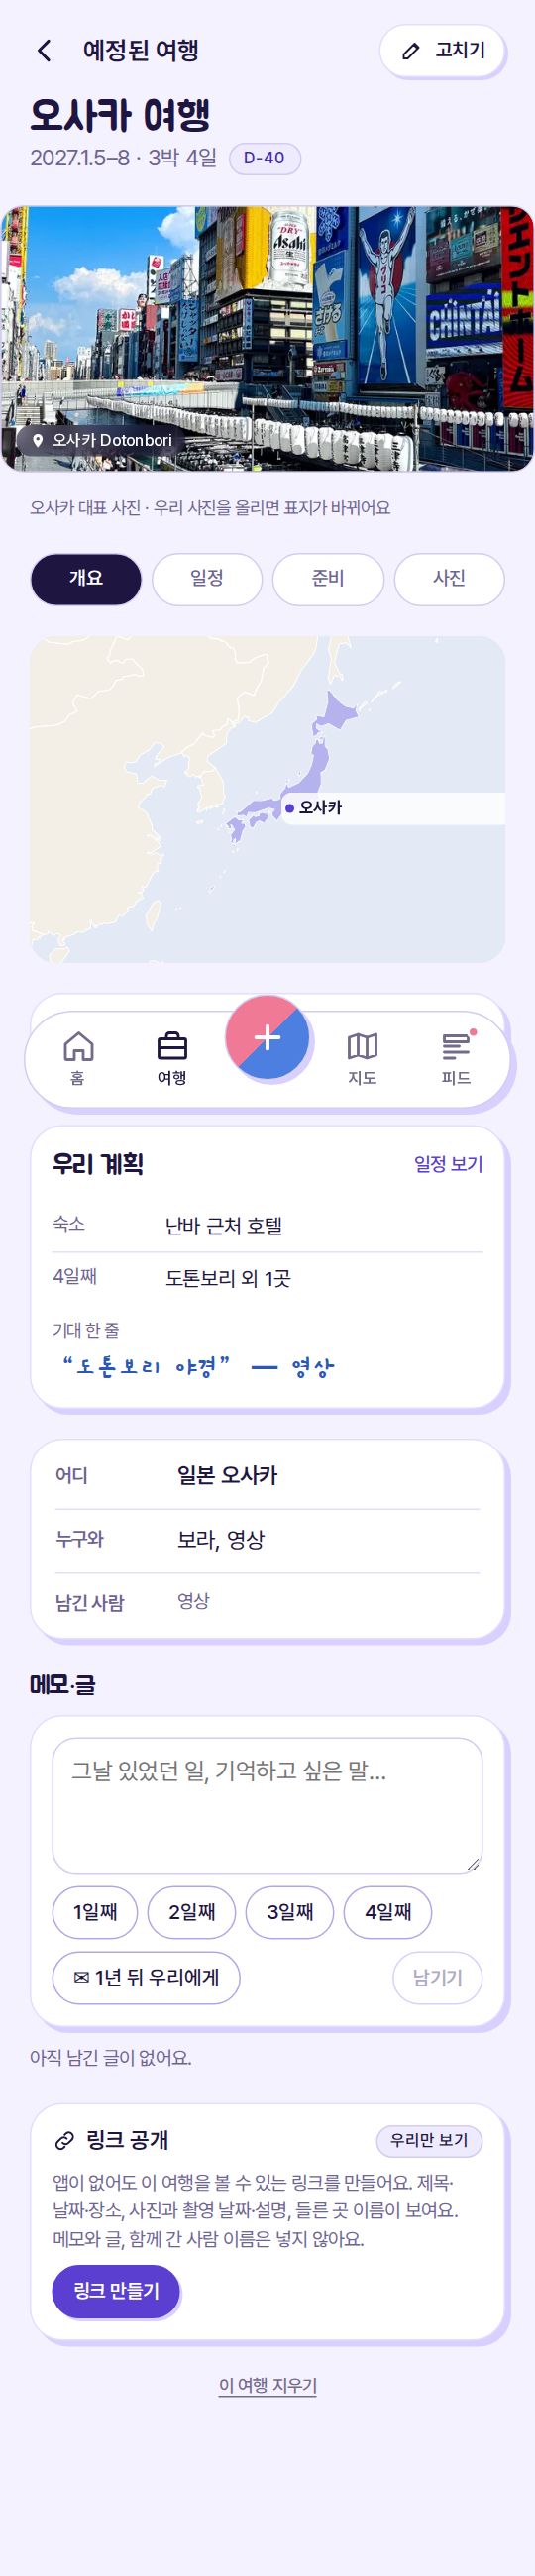 예정된 여행
고치기
오사카 여행
2027.1.5–8 · 3박 4일
D-40
DRY
Asahi
グリコ
CHINTAI
オサカ Dotonbori
오사카 대표 사진 · 우리 사진을 올리면 표지가 바뀌어요
개요
일정
준비
사진
오사카
홈
여행
지도
피드
우리 계획
일정 보기
숙소
난바 근처 호텔
4일째
도톤보리 외 1곳
기대 한 줄
“도톤보리 야경” — 영상
어디
일본 오사카
누구와
보라, 영상
남긴 사람
영상
메모·글
그날 있었던 일, 기억하고 싶은 말…
1일째
2일째
3일째
4일째
✉ 1년 뒤 우리에게
남기기
아직 남긴 글이 없어요.
링크 공개
우리만 보기
앱이 없어도 이 여행을 볼 수 있는 링크를 만들어요. 제목·
날짜·장소, 사진과 촬영 날짜·설명, 들른 곳 이름이 보여요.
메모와 글, 함께 간 사람 이름은 넣지 않아요.
링크 만들기
이 여행 지우기